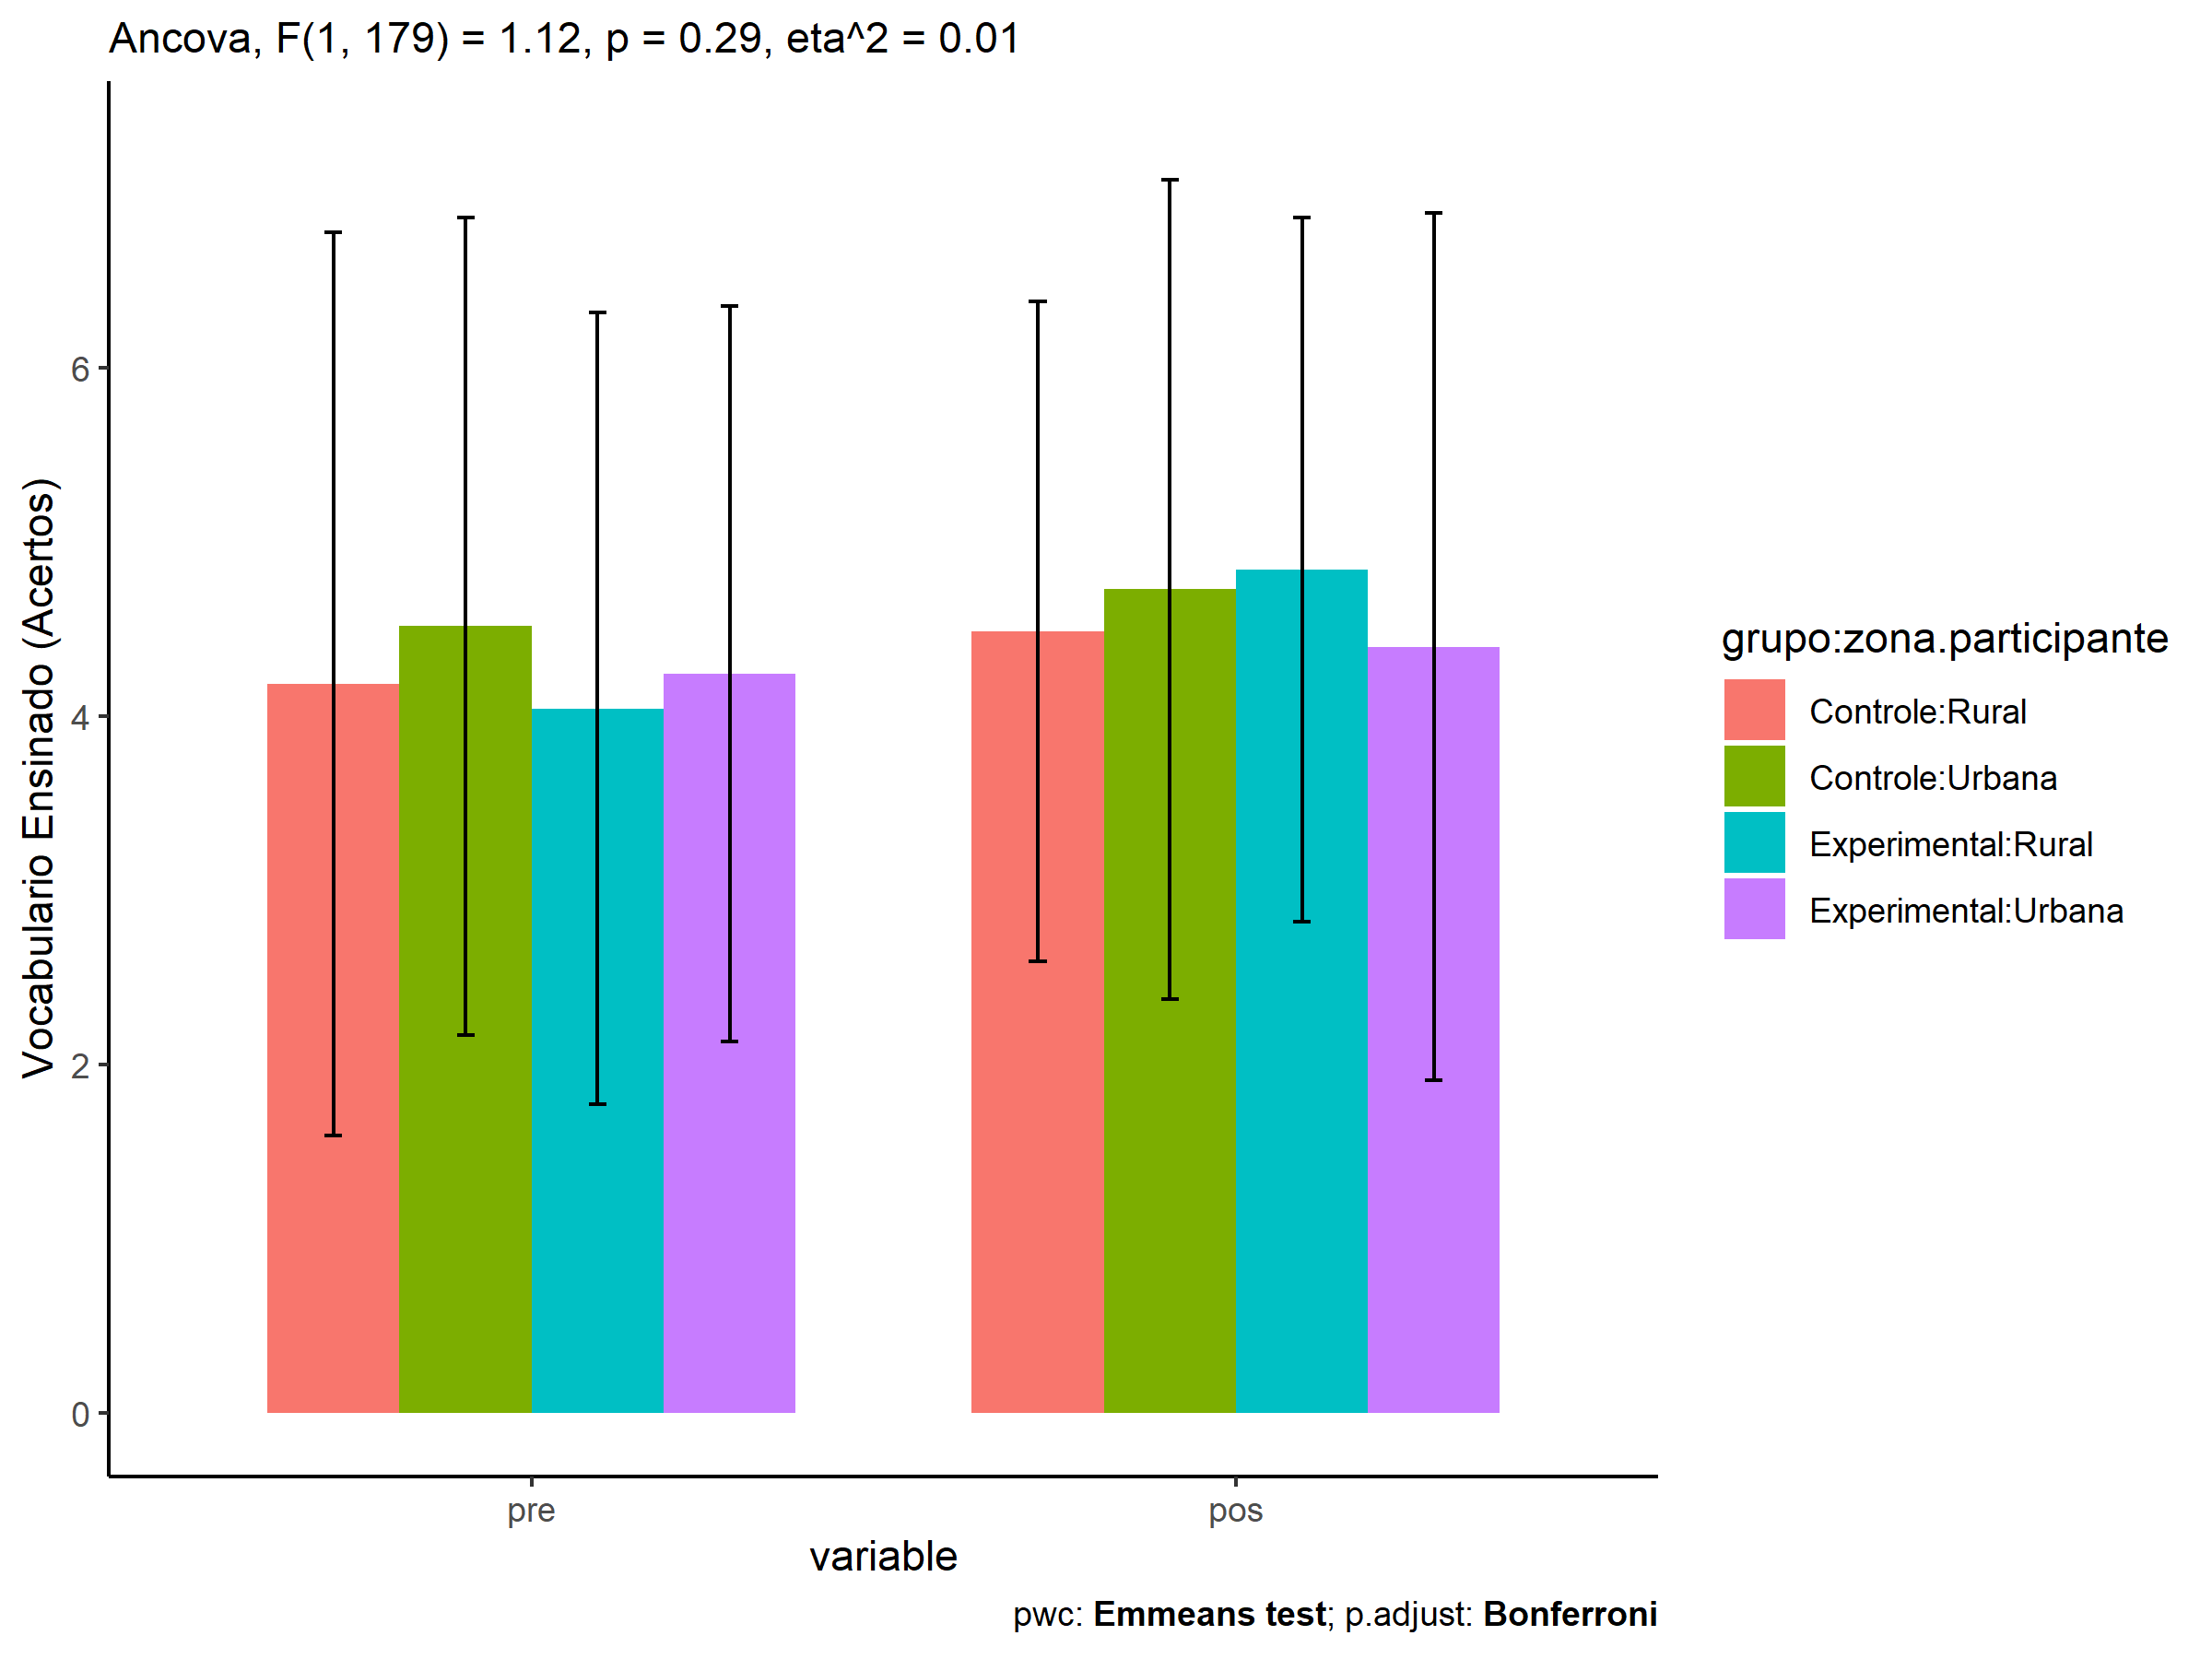 Ancova, F(1, 179) = 1.12, p = 0.29, eta^2 = 0.01
Vocabulario Ensinado (Acertos)
6
4
2
0
pre
pos
variable
grupo:zona.participante
Controle:Rural
Controle:Urbana
Experimental:Rural
Experimental:Urbana
pwc: Emmeans test; p.adjust: Bonferroni